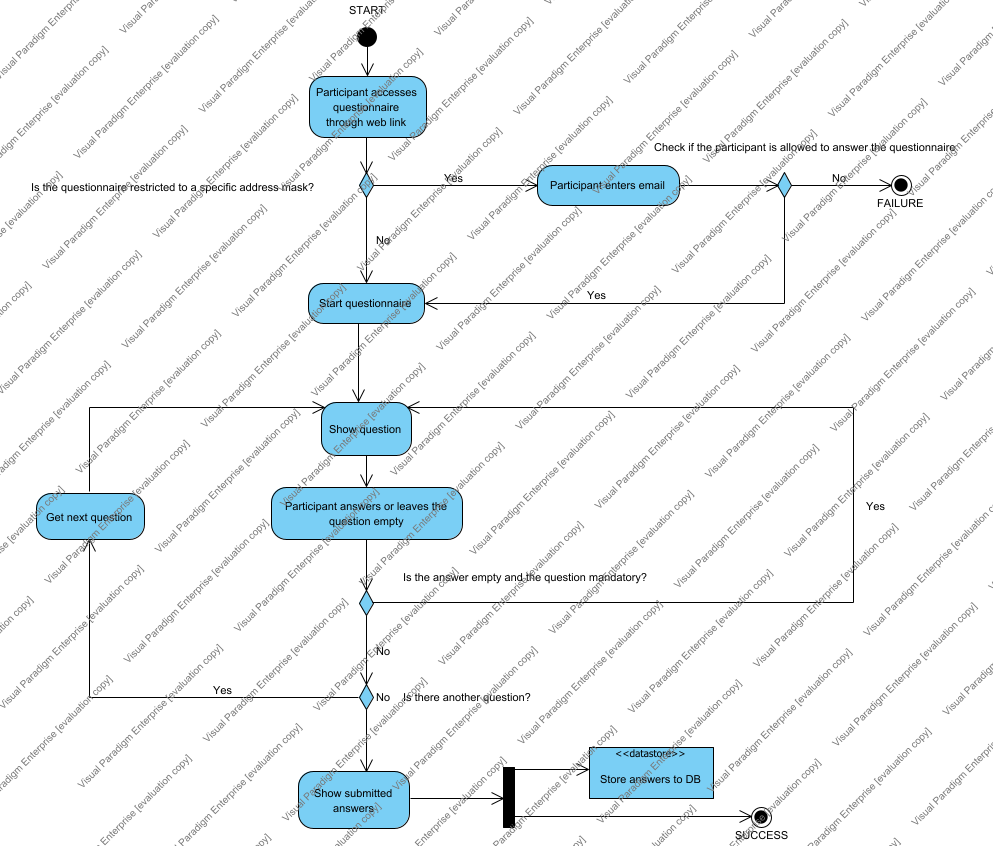 START
Participant accesses
questionnaire
through web link
Check if the participant is allowed to answer the questionnaire
Is the questionnaire restricted to a specific address mask?
Yes
Participant enters email
No
FAILURE
No
Start questionnaire
Yes
Show question
Participant answers or leaves the
question empty
Get next question
Yes
Is the answer empty and the question mandatory?
No
Yes
No
Is there another question?
<<datastore>>
Store answers to DB
Show submitted
answers
SUCCESS
Visual Paradigm Enterprise [evaluation copy]